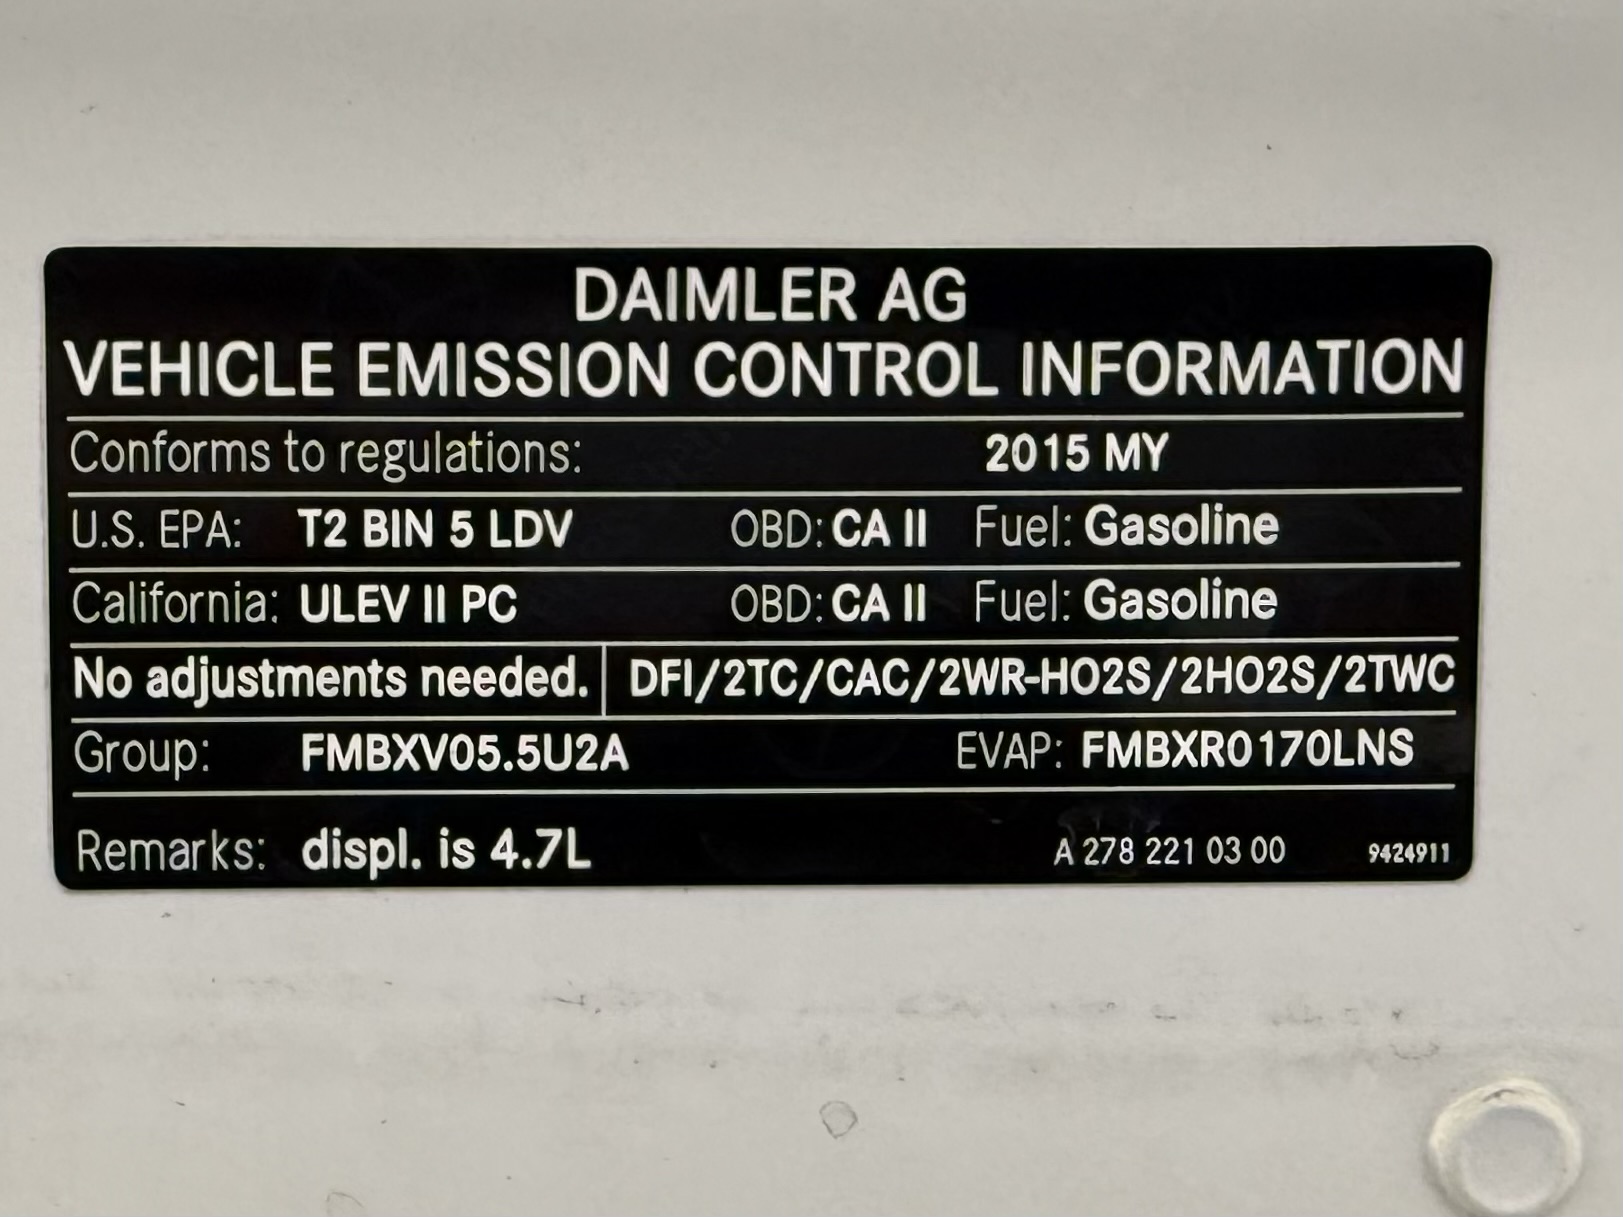 DAIMLER AG
VEHICLE EMISSION CONTROL INFORMATION
Conforms to regulations: 2015 MY
U.S. EPA: T2 BIN 5 LDV OBD: CA II Fuel: Gasoline
California: ULEV II PC OBD: CA II Fuel: Gasoline
No adjustments needed. DFI/2TC/CAC/2WR-HO2S/2HO2S/2TWC
Group: FMBXV05.5U2A EVAP: FMBXR0170LNS
Remarks: displ. is 4.7L A 278 221 03 00 9424911